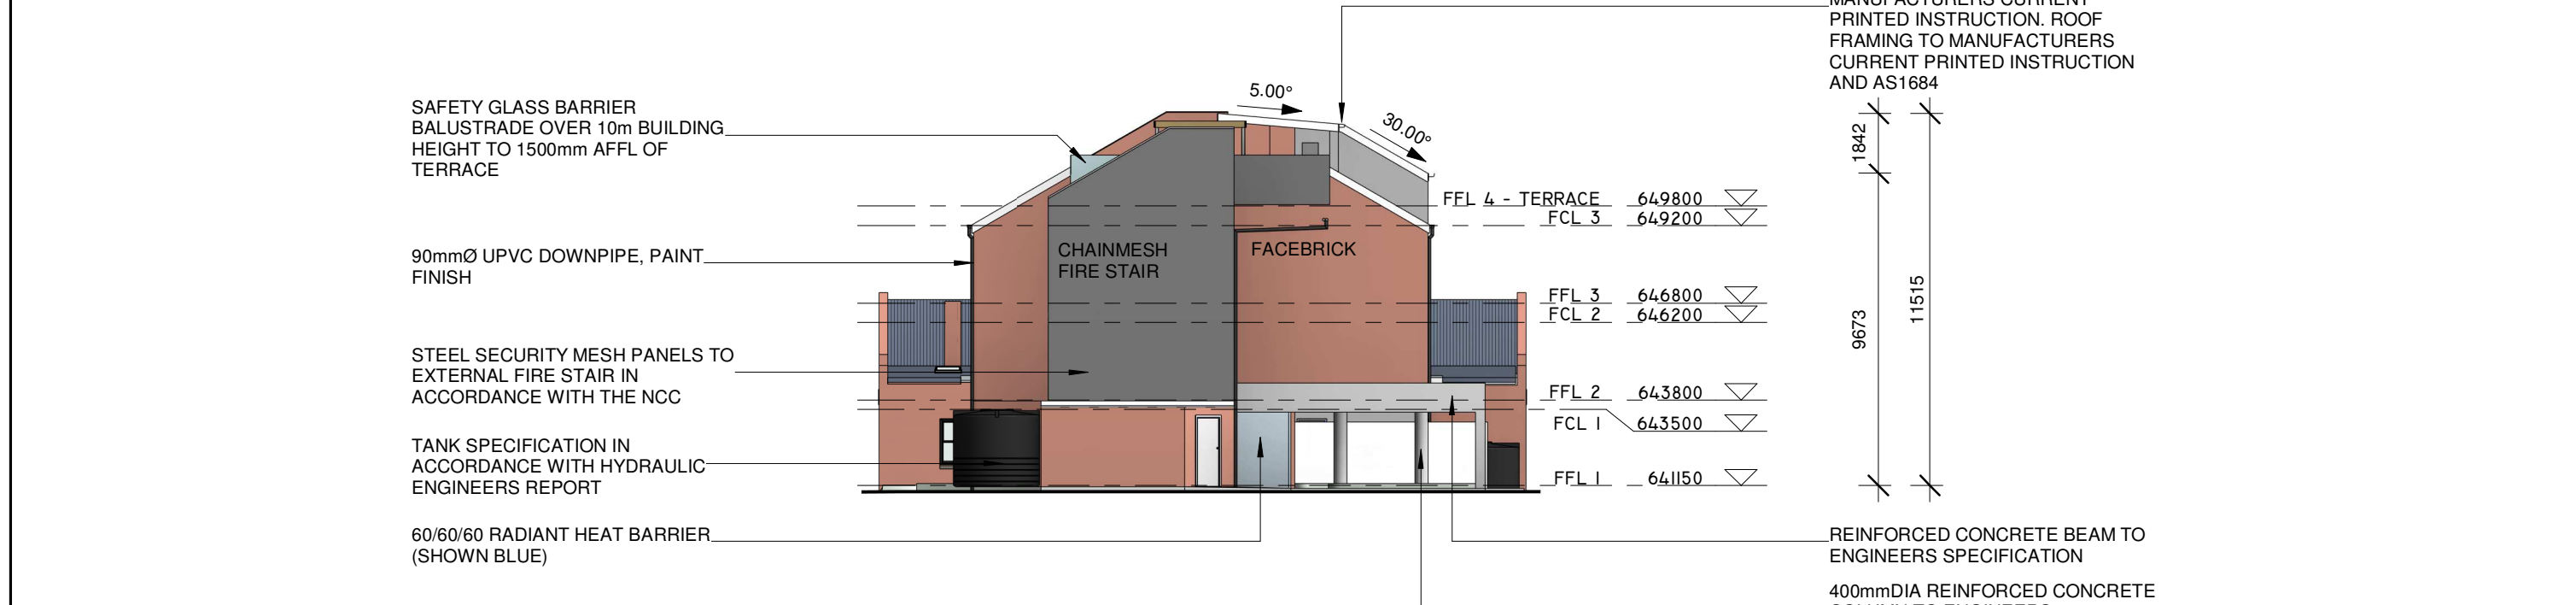 MANUFACTURERS CURRENT
PRINTED INSTRUCTION. ROOF
FRAMING TO MANUFACTURERS
CURRENT PRINTED INSTRUCTION
AND AS1684
5.00°
30.00°
SAFETY GLASS BARRIER
BALUSTRADE OVER 10m BUILDING
HEIGHT TO 1500mm AFFL OF
TERRACE
90mmØ UPVC DOWNPIPE, PAINT
FINISH
STEEL SECURITY MESH PANELS TO
EXTERNAL FIRE STAIR IN
ACCORDANCE WITH THE NCC
TANK SPECIFICATION IN
ACCORDANCE WITH HYDRAULIC
ENGINEERS REPORT
60/60/60 RADIANT HEAT BARRIER
(SHOWN BLUE)
CHAINMESH
FIRE STAIR
FACEBRICK
FFL 4 - TERRACE 649800
FCL 3 649200
FFL 3 646800
FCL 2 646200
FFL 2 643800
FCL 1 643500
FFL 1 641150
1842
9673
11515
REINFORCED CONCRETE BEAM TO
ENGINEERS SPECIFICATION
400mmDIA REINFORCED CONCRETE
COLUMN TO ENGINEERS